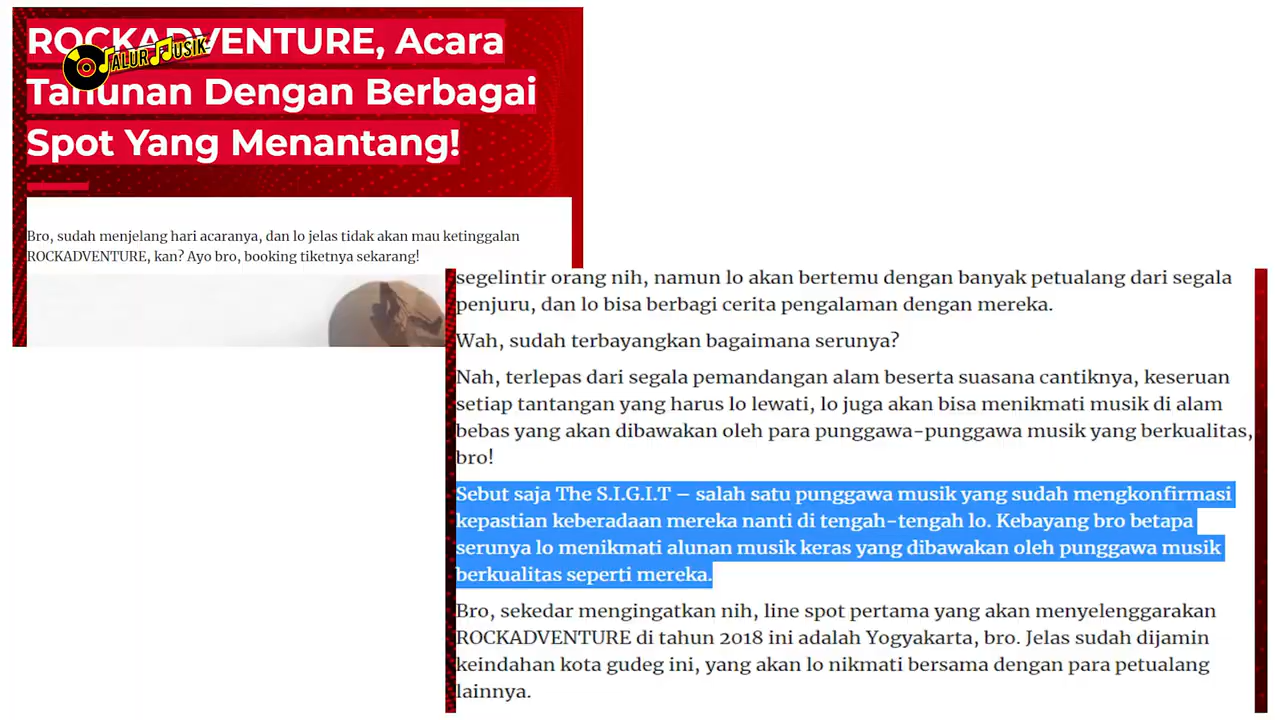 ROCKADVENTURE, Acara
Tahunan Dengan Berbagai
Spot Yang Menantang!
JALUR MUSIK
Bro, sudah menjelang hari acaranya, dan lo jelas tidak akan mau ketinggalan
ROCKADVENTURE, kan? Ayo bro, booking tiketnya sekarang!
segelintir orang nih, namun lo akan bertemu dengan banyak petualang dari segala
penjuru, dan lo bisa berbagi cerita pengalaman dengan mereka.
Wah, sudah terbayangkan bagaimana serunya?
Nah, terlepas dari segala pemandangan alam beserta suasana cantiknya, keseruan
setiap tantangan yang harus lo lewati, lo juga akan bisa menikmati musik di alam
bebas yang akan dibawakan oleh para punggawa-punggawa musik yang berkualitas,
bro!
Sebut saja The S.I.G.I.T – salah satu punggawa musik yang sudah mengkonfirmasi
kepastian keberadaan mereka nanti di tengah-tengah lo. Kebayang bro betapa
serunya lo menikmati alunan musik keras yang dibawakan oleh punggawa musik
berkualitas seperti mereka.
Bro, sekedar mengingatkan nih, line spot pertama yang akan menyelenggarakan
ROCKADVENTURE di tahun 2018 ini adalah Yogyakarta, bro. Jelas sudah dijamin
keindahan kota gudeg ini, yang akan lo nikmati bersama dengan para petualang
lainnya.